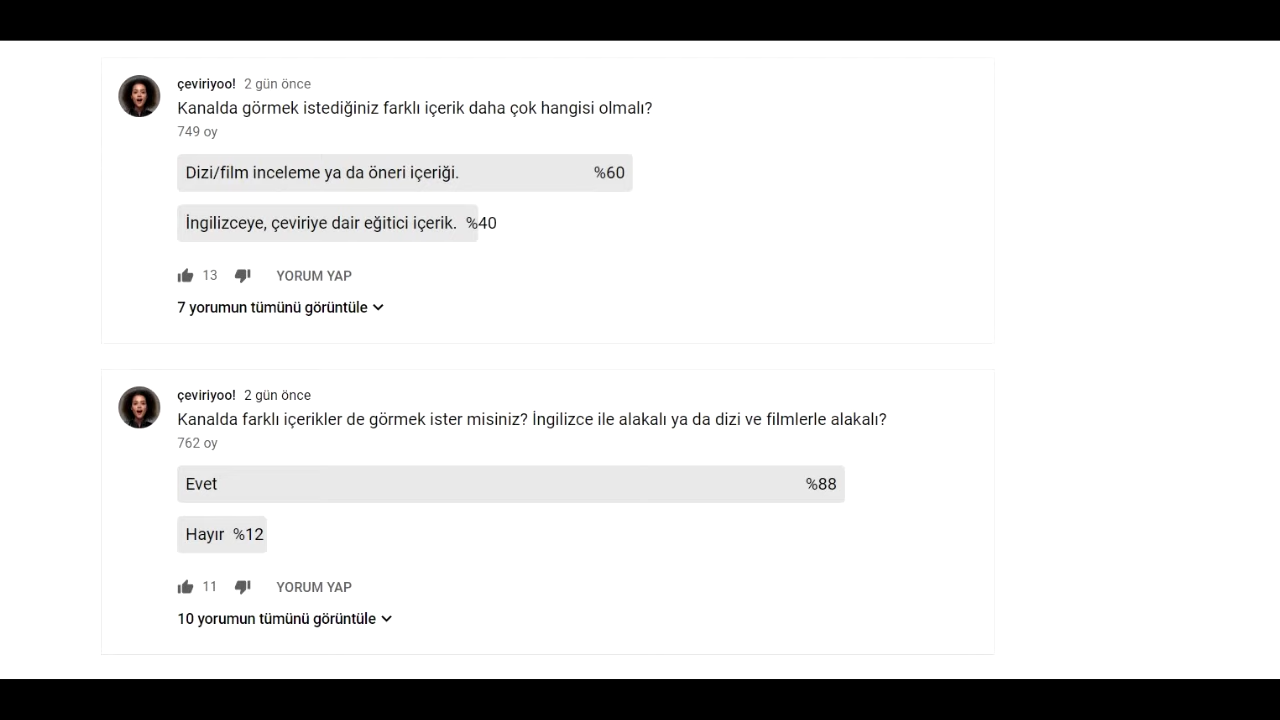 çeviriyoo! 2 gün önce
Kanalda görmek istediğiniz farklı içerik daha çok hangisi olmalı?
749 oy
Dizi/film inceleme ya da öneri içeriği. %60
İngilizceye, çeviriye dair eğitici içerik. %40
13 YORUM YAP
7 yorumun tümünü görüntüle
çeviriyoo! 2 gün önce
Kanalda farklı içerikler de görmek ister misiniz? İngilizce ile alakalı ya da dizi ve filmlerle alakalı?
762 oy
Evet %88
Hayır %12
11 YORUM YAP
10 yorumun tümünü görüntüle